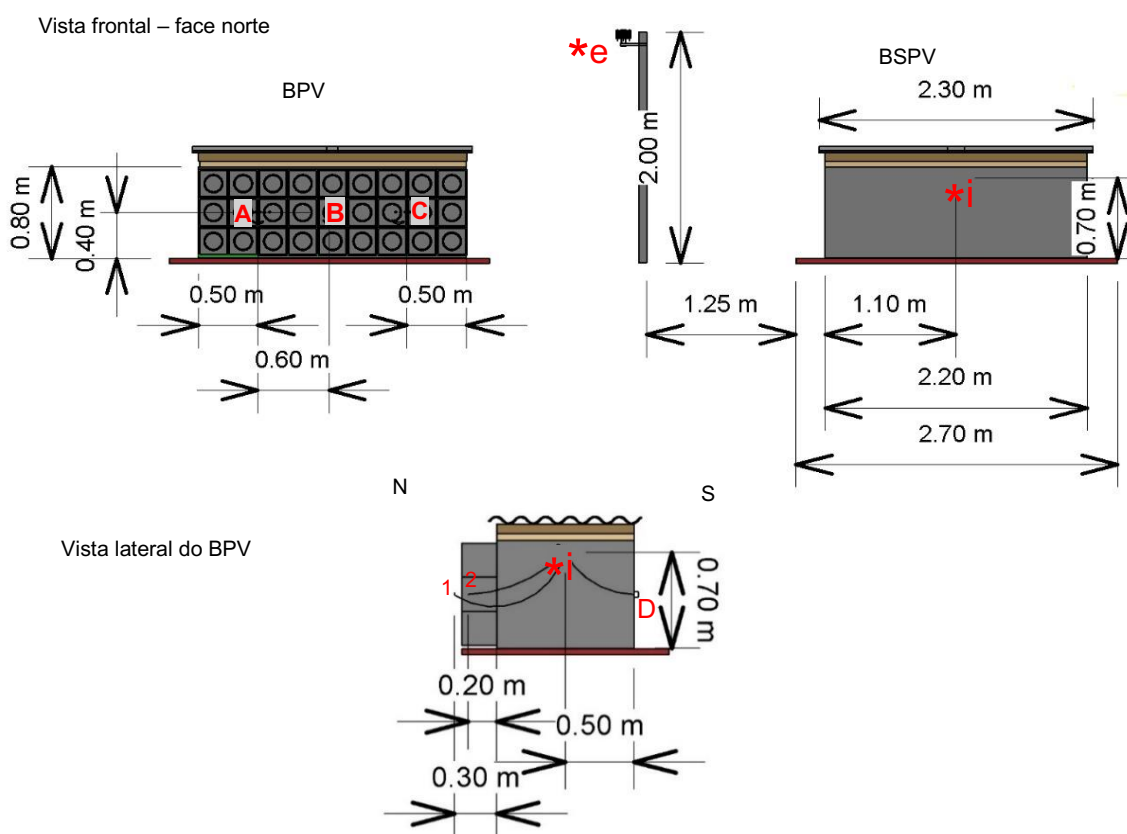 Vista frontal – face norte
*e
BPV
BSPV
2.30 m
2.00 m
*i
A
B
C
0.80 m
0.40 m
0.70 m
0.50 m
0.50 m
1.25 m
1.10 m
0.60 m
2.20 m
2.70 m
N
S
Vista lateral do BPV
*i
1
2
D
0.70 m
0.20 m
0.50 m
0.30 m